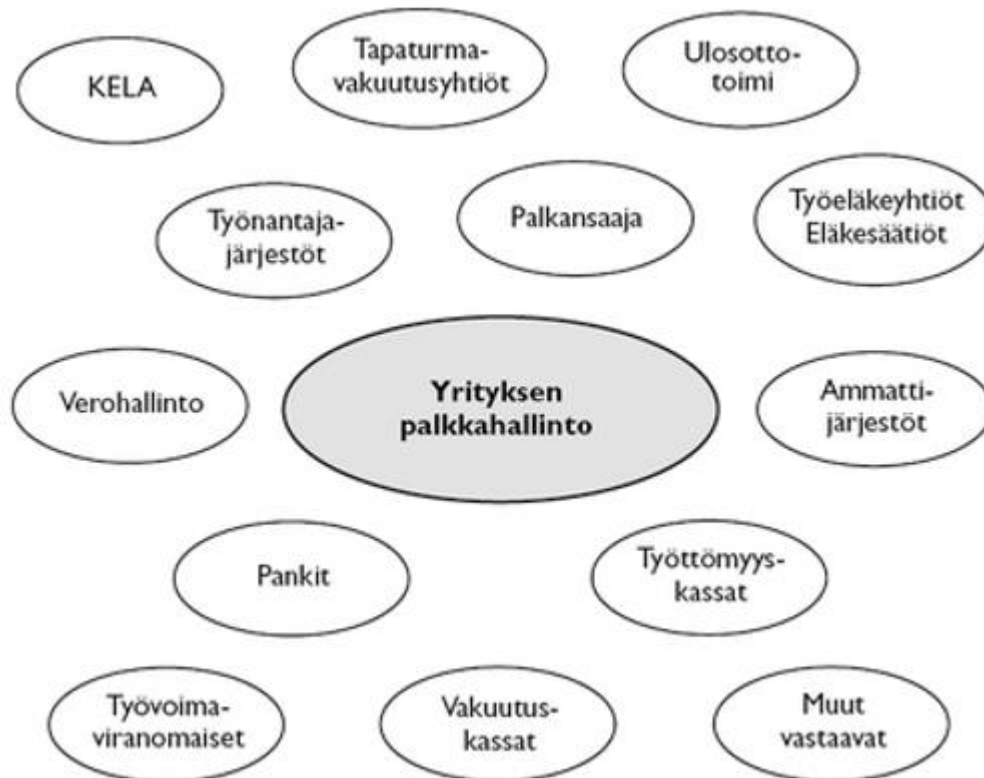 KELA
Tapaturma-
vakuutusyhtiöt
Ulosotto-
toimi
Työnantaja-
järjestöt
Palkansaaja
Työeläkeyhtiöt
Eläkesäätiöt
Verohallinto
Yrityksen
palkkahallinto
Ammatti-
järjestöt
Pankit
Työttömyys-
kassat
Työvoima-
viranomaiset
Vakuutus-
kassat
Muut
vastaavat